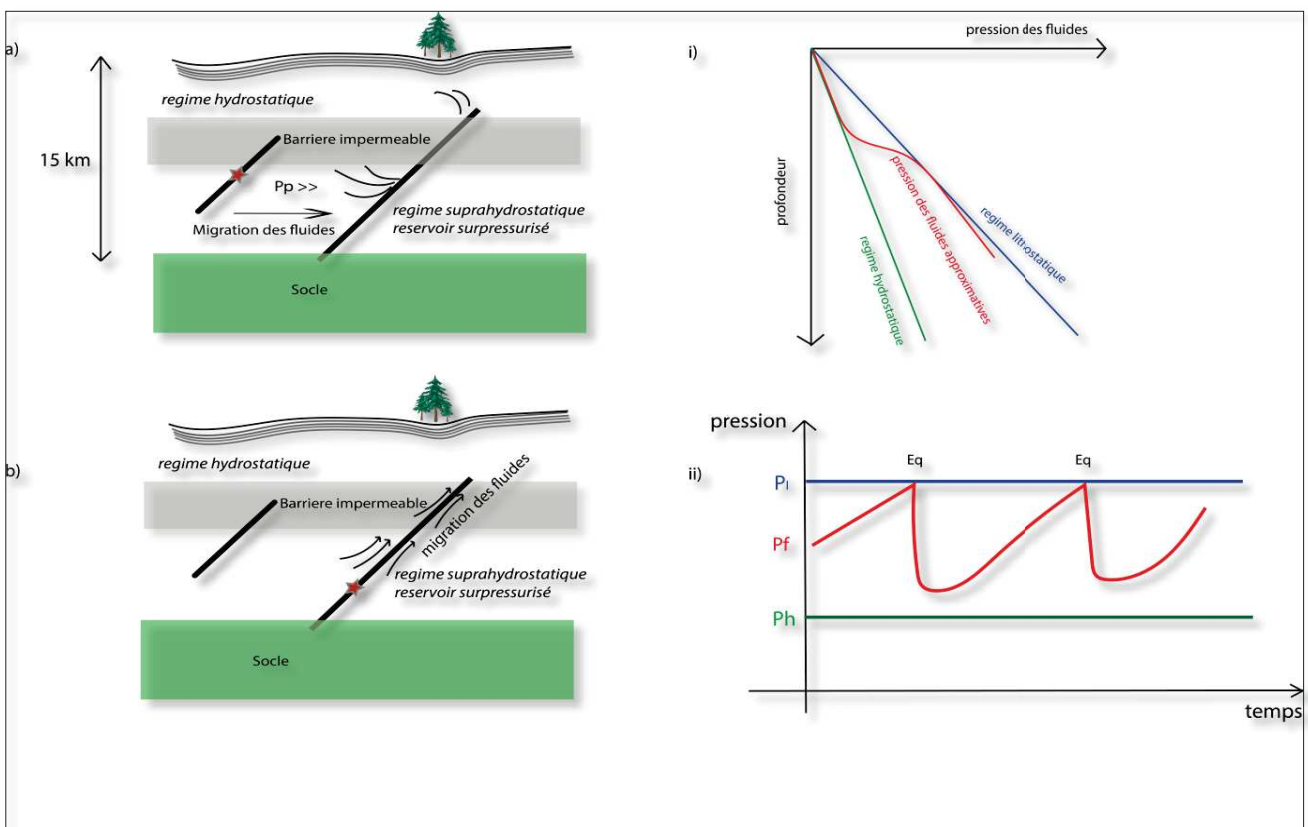 a)
regime hydrostatique
Barriere impermeable
15 km
Pp >>
Migration des fluides
regime suprahydrostatique
reservoir surpressurisé
Socle
i)
pression des fluides
profondeur
pression des fluides approximatives
regime litrostatique
regime hydrostatique
b)
regime hydrostatique
Barriere impermeable
migration des fluides
regime suprahydrostatique
reservoir surpressurisé
Socle
ii)
pression
Eq
Eq
Pl
Pf
Ph
temps